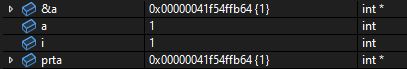 &a 0x00000041f54ffb64 {1} int *
a 1 int
i 1 int
prta 0x00000041f54ffb64 {1} int *